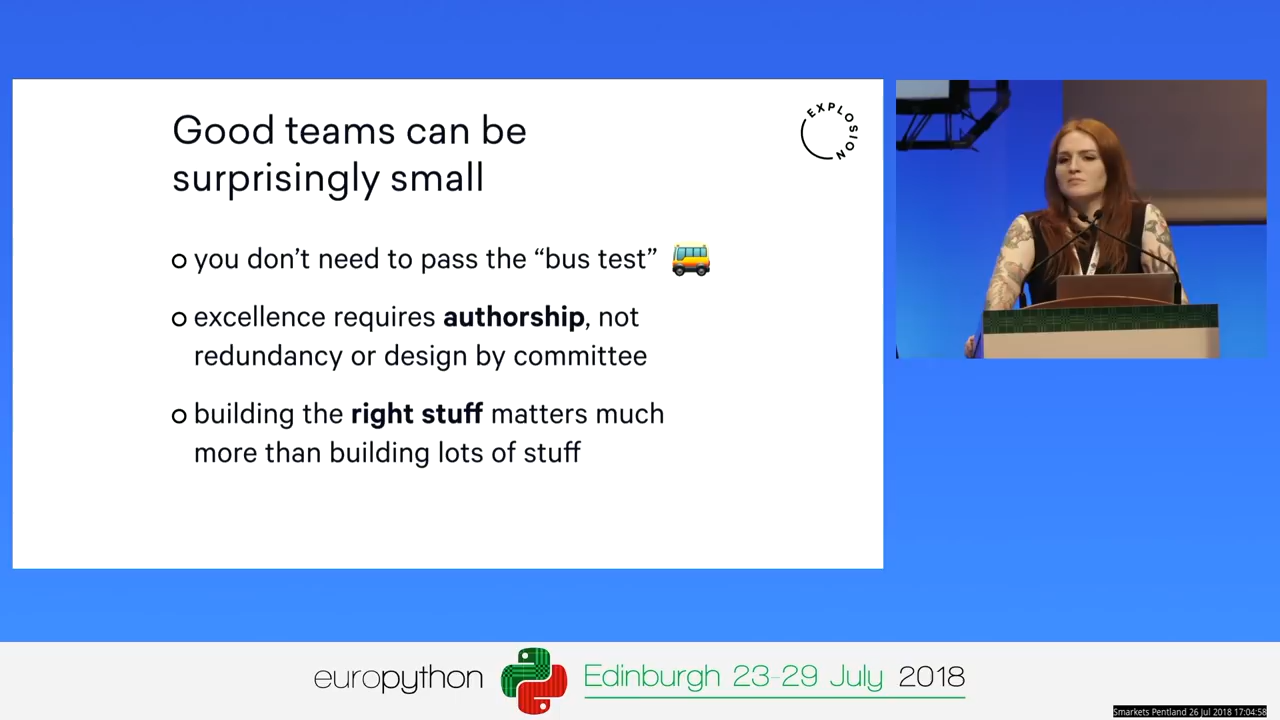 Good teams can be
surprisingly small
EXPLOSION
you don’t need to pass the “bus test”
excellence requires authorship, not
redundancy or design by committee
building the right stuff matters much
more than building lots of stuff
europython
Edinburgh 23-29 July 2018
Smarkets Pentland 26 Jul 2018 17:04:58